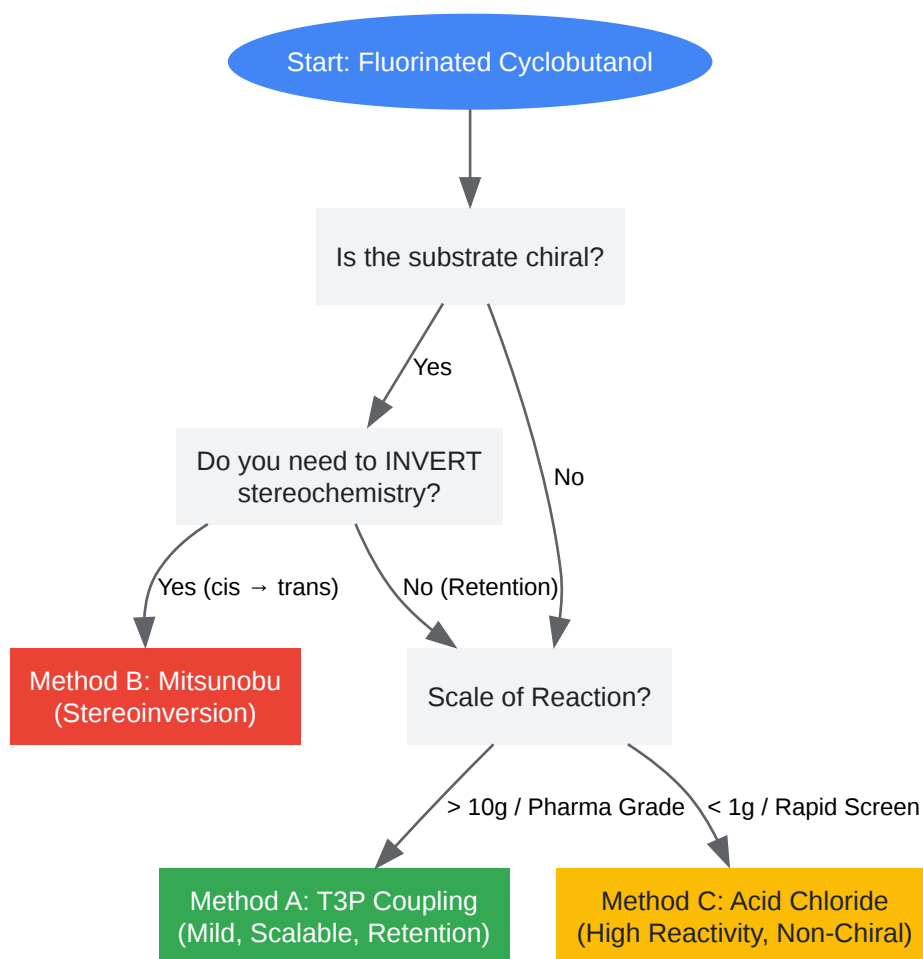 Start: Fluorinated Cyclobutanol
Is the substrate chiral?
Yes
Do you need to INVERT
stereochemistry?
No
Yes (cis → trans)
No (Retention)
Method B: Mitsunobu
(Stereoinversion)
Scale of Reaction?
> 10g / Pharma Grade
< 1g / Rapid Screen
Method A: T3P Coupling
(Mild, Scalable, Retention)
Method C: Acid Chloride
(High Reactivity, Non-Chiral)